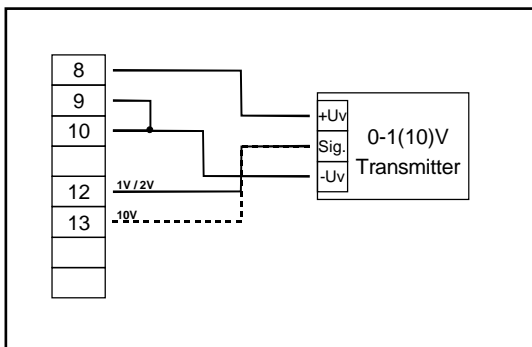 8
9
10
12
13
1V / 2V
10V
+Uv
Sig.
-Uv
0-1(10)V
Transmitter